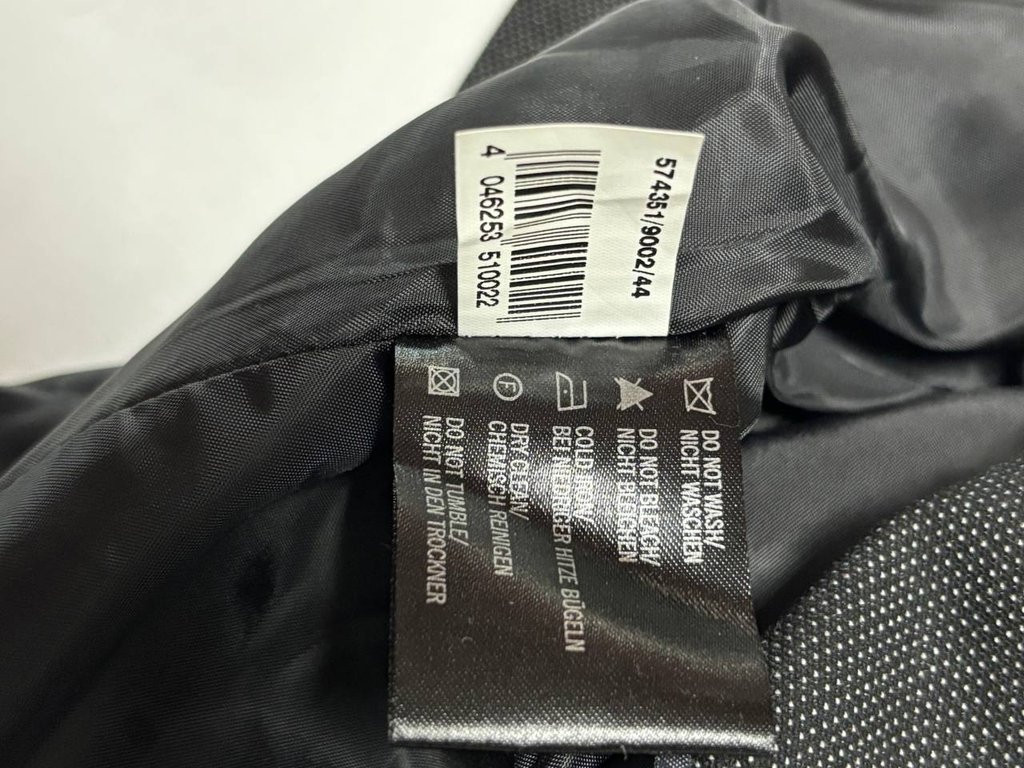 574351/9002/44
4 046253 510022
DO NOT WASH/
NICHT WASCHEN
DO NOT BLEACH/
NICHT BLEICHEN
COLD IRON/
BEI NIEDRIGER HITZE BÜGELN
DRY CLEAN/
CHEMISCH REINIGEN
DO NOT TUMBLE/
NICHT IN DEN TROCKNER